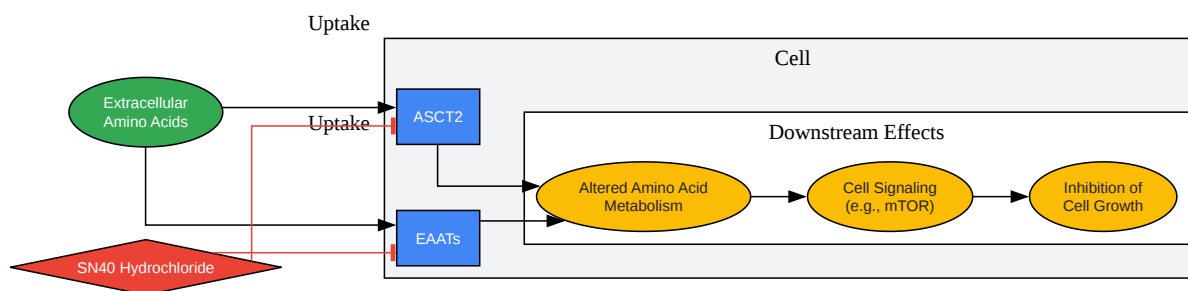 Uptake
Cell
Extracellular
Amino Acids
ASCT2
Uptake
Downstream Effects
Altered Amino Acid
Metabolism
Cell Signaling
(e.g., mTOR)
Inhibition of
Cell Growth
EAATs
SN40 Hydrochloride